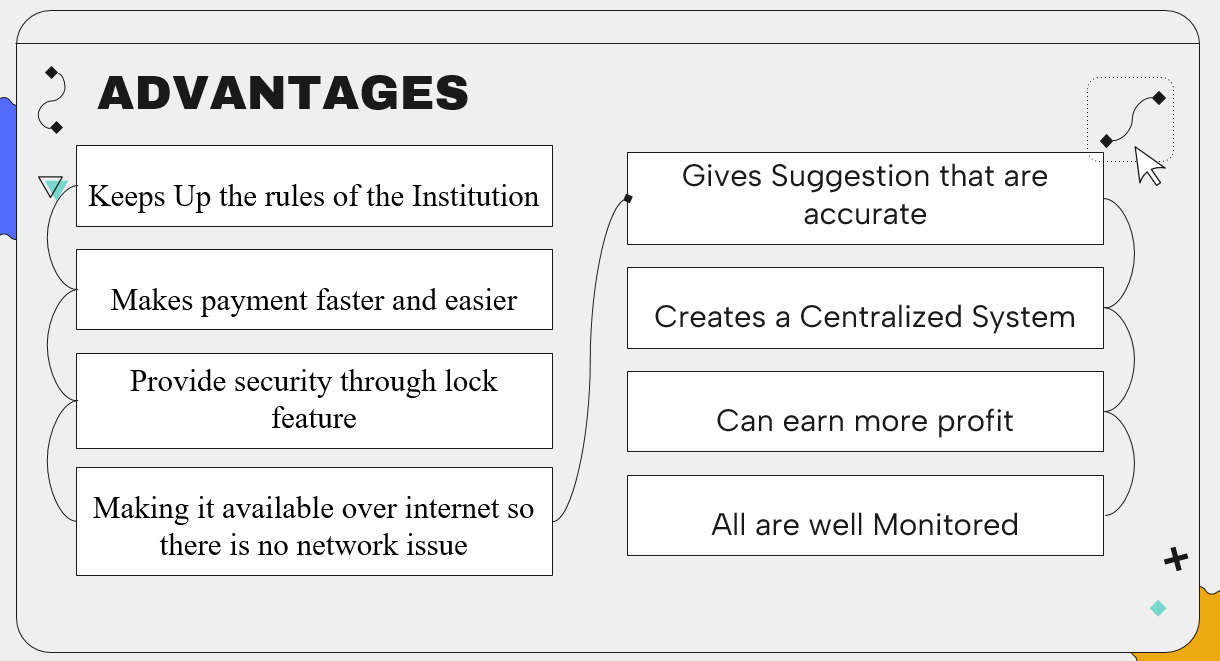 ADVANTAGES
Keeps Up the rules of the Institution
Makes payment faster and easier
Provide security through lock
feature
Making it available over internet so
there is no network issue
Gives Suggestion that are
accurate
Creates a Centralized System
Can earn more profit
All are well Monitored